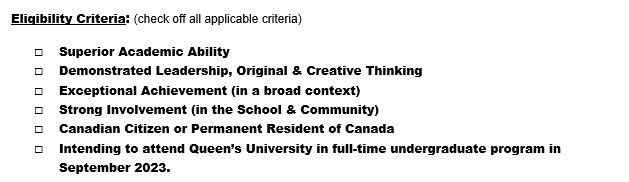 Eligibility Criteria: (check off all applicable criteria)
Superior Academic Ability
Demonstrated Leadership, Original & Creative Thinking
Exceptional Achievement (in a broad context)
Strong Involvement (in the School & Community)
Canadian Citizen or Permanent Resident of Canada
Intending to attend Queen’s University in full-time undergraduate program in
September 2023.